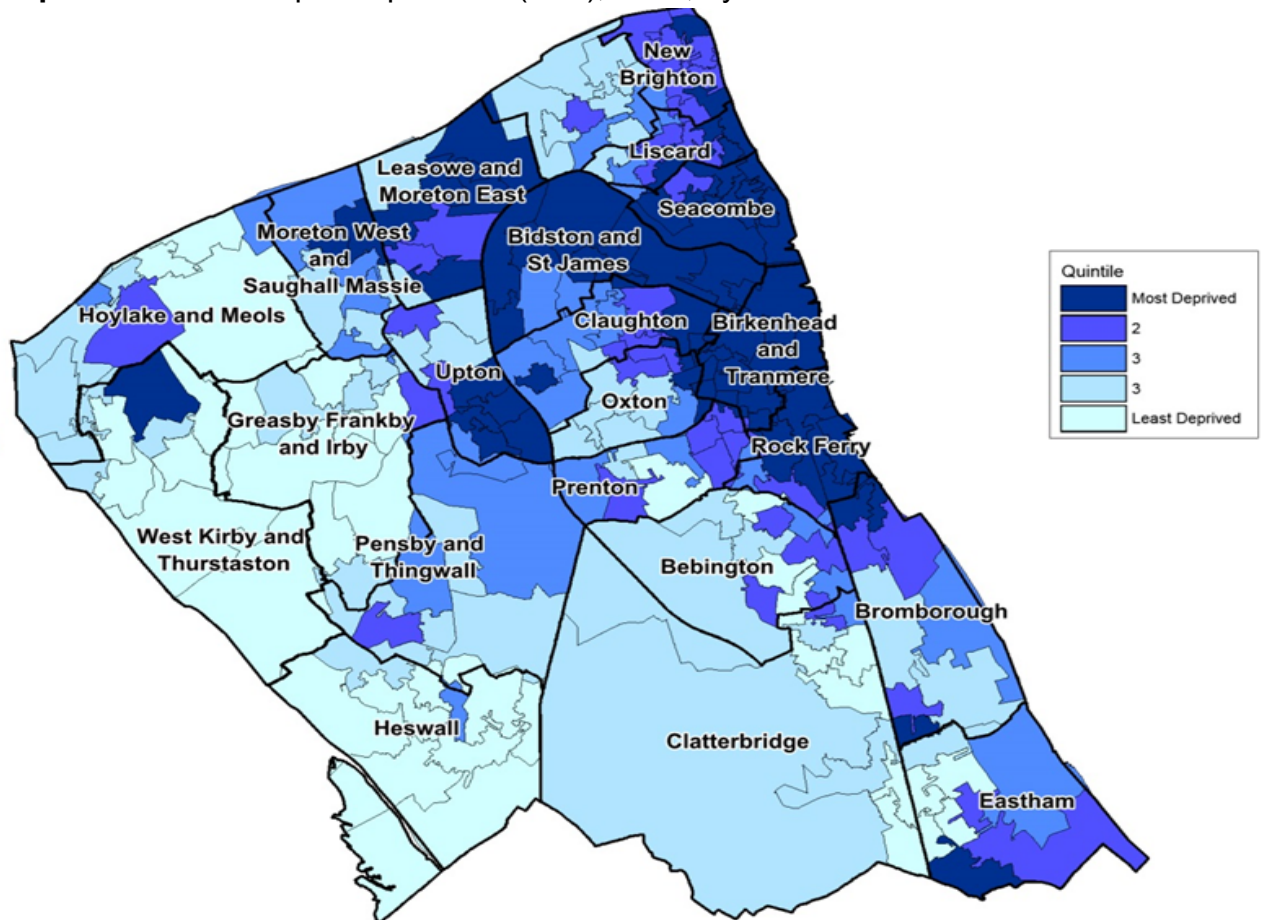 New
Brighton
Liscard
Leasowe and
Moreton East
Seacombe
Moreton West
and
Saughall Massie
Bidston and
St James
Hoylake and Meols
Claughton
Birkenhead
and
Tranmere
Upton
Oxton
Greasby Frankby
and Irby
Rock Ferry
Prenton
West Kirby and
Thurstaston
Pensby and
Thingwall
Bebington
Bromborough
Heswall
Clatterbridge
Eastham
Quintile
Most Deprived
2
3
3
Least Deprived